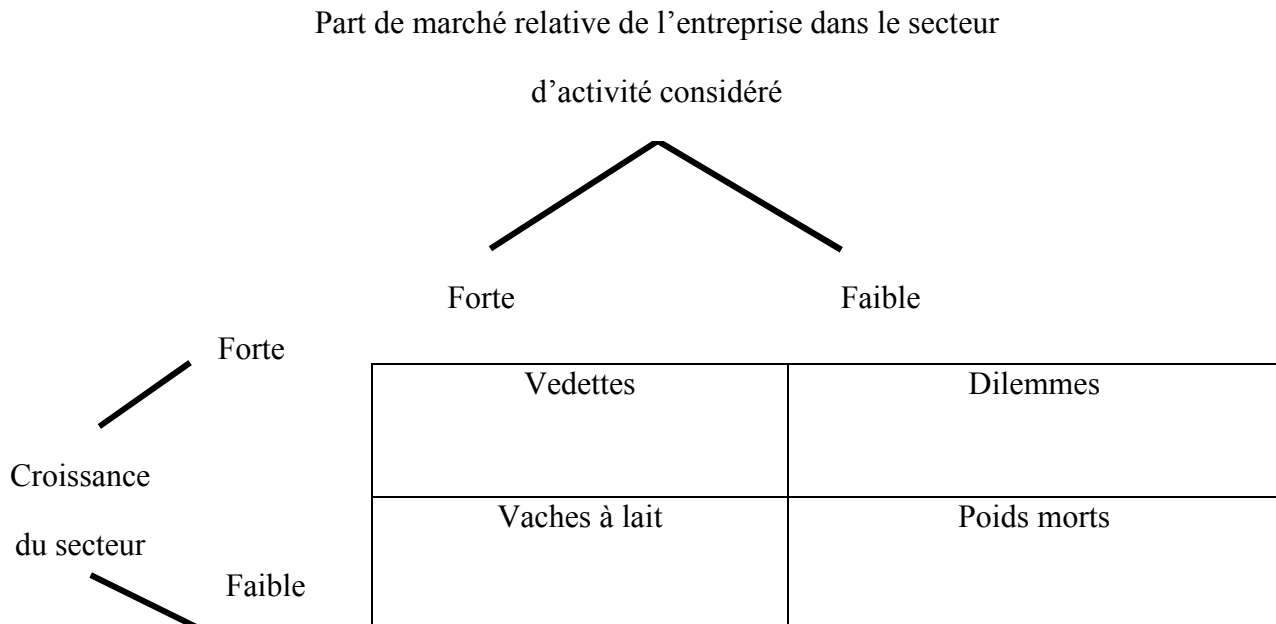 Part de marché relative de l’entreprise dans le secteur
d’activité considéré
Forte
Faible
Forte
Vedettes
Dilemmes
Croissance
du secteur
Vaches à lait
Poids morts
Faible